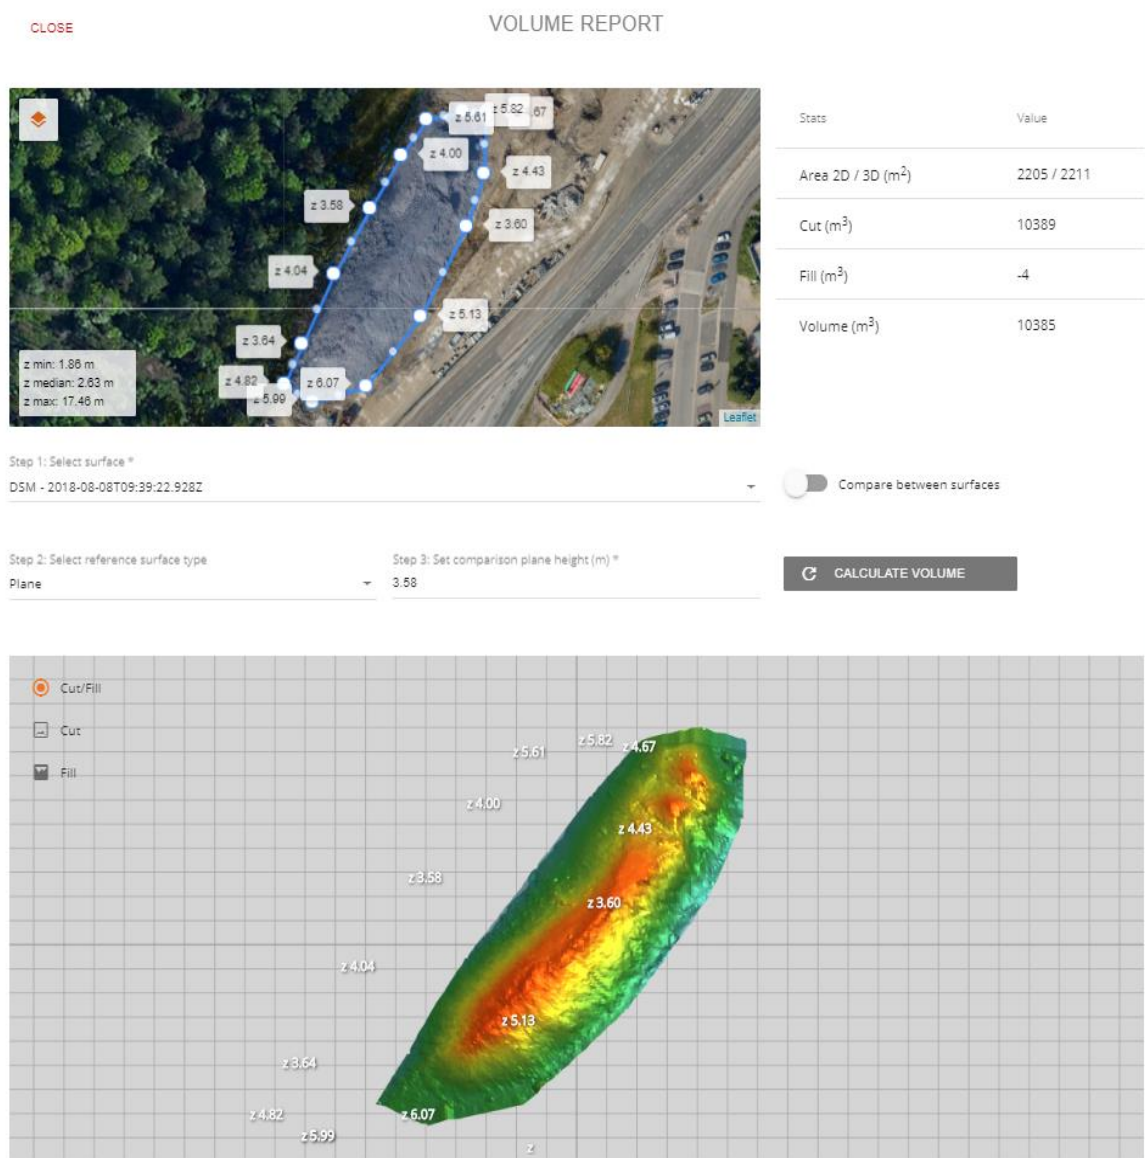 CLOSE
VOLUME REPORT
z 5.61
z 5.82
.67
z 4.00
z 4.43
z 3.58
z 3.60
z 4.04
z 5.13
z 3.64
z min: 1.86 m
z median: 2.63 m
z max: 17.46 m
z 4.82
z 6.07
5.99
Leaflet
Stats Value
Area 2D / 3D (m²) 2205 / 2211
Cut (m³) 10389
Fill (m³) -4
Volume (m³) 10385
Step 1: Select surface *
DSM - 2018-08-08T09:39:22.928Z
Compare between surfaces
Step 2: Select reference surface type
Plane
Step 3: Set comparison plane height (m) *
3.58
CALCULATE VOLUME
Cut/Fill
Cut
Fill
z 5.61
z 5.82
z 4.67
z 4.00
z 4.43
z 3.58
z 3.60
z 4.04
z 5.13
z 3.64
z 4.82
z 6.07
z 5.99
z